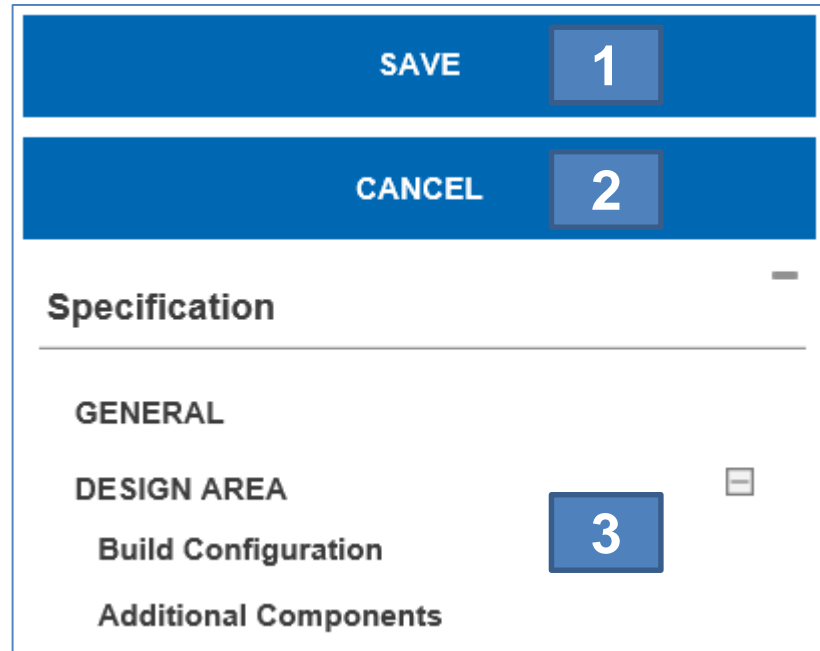 SAVE 1
CANCEL 2
Specification
GENERAL
DESIGN AREA
Build Configuration 3
Additional Components